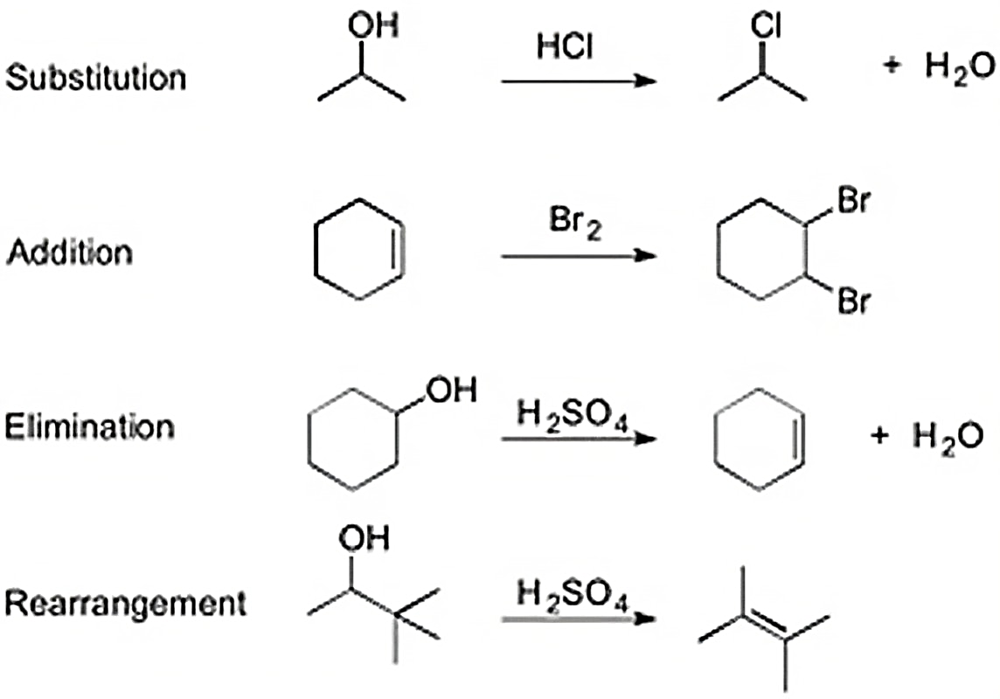 OH
Substitution HCl Cl + H₂O
Addition Br₂ Br
Br
Elimination OH H₂SO₄ + H₂O
OH
Rearrangement H₂SO₄